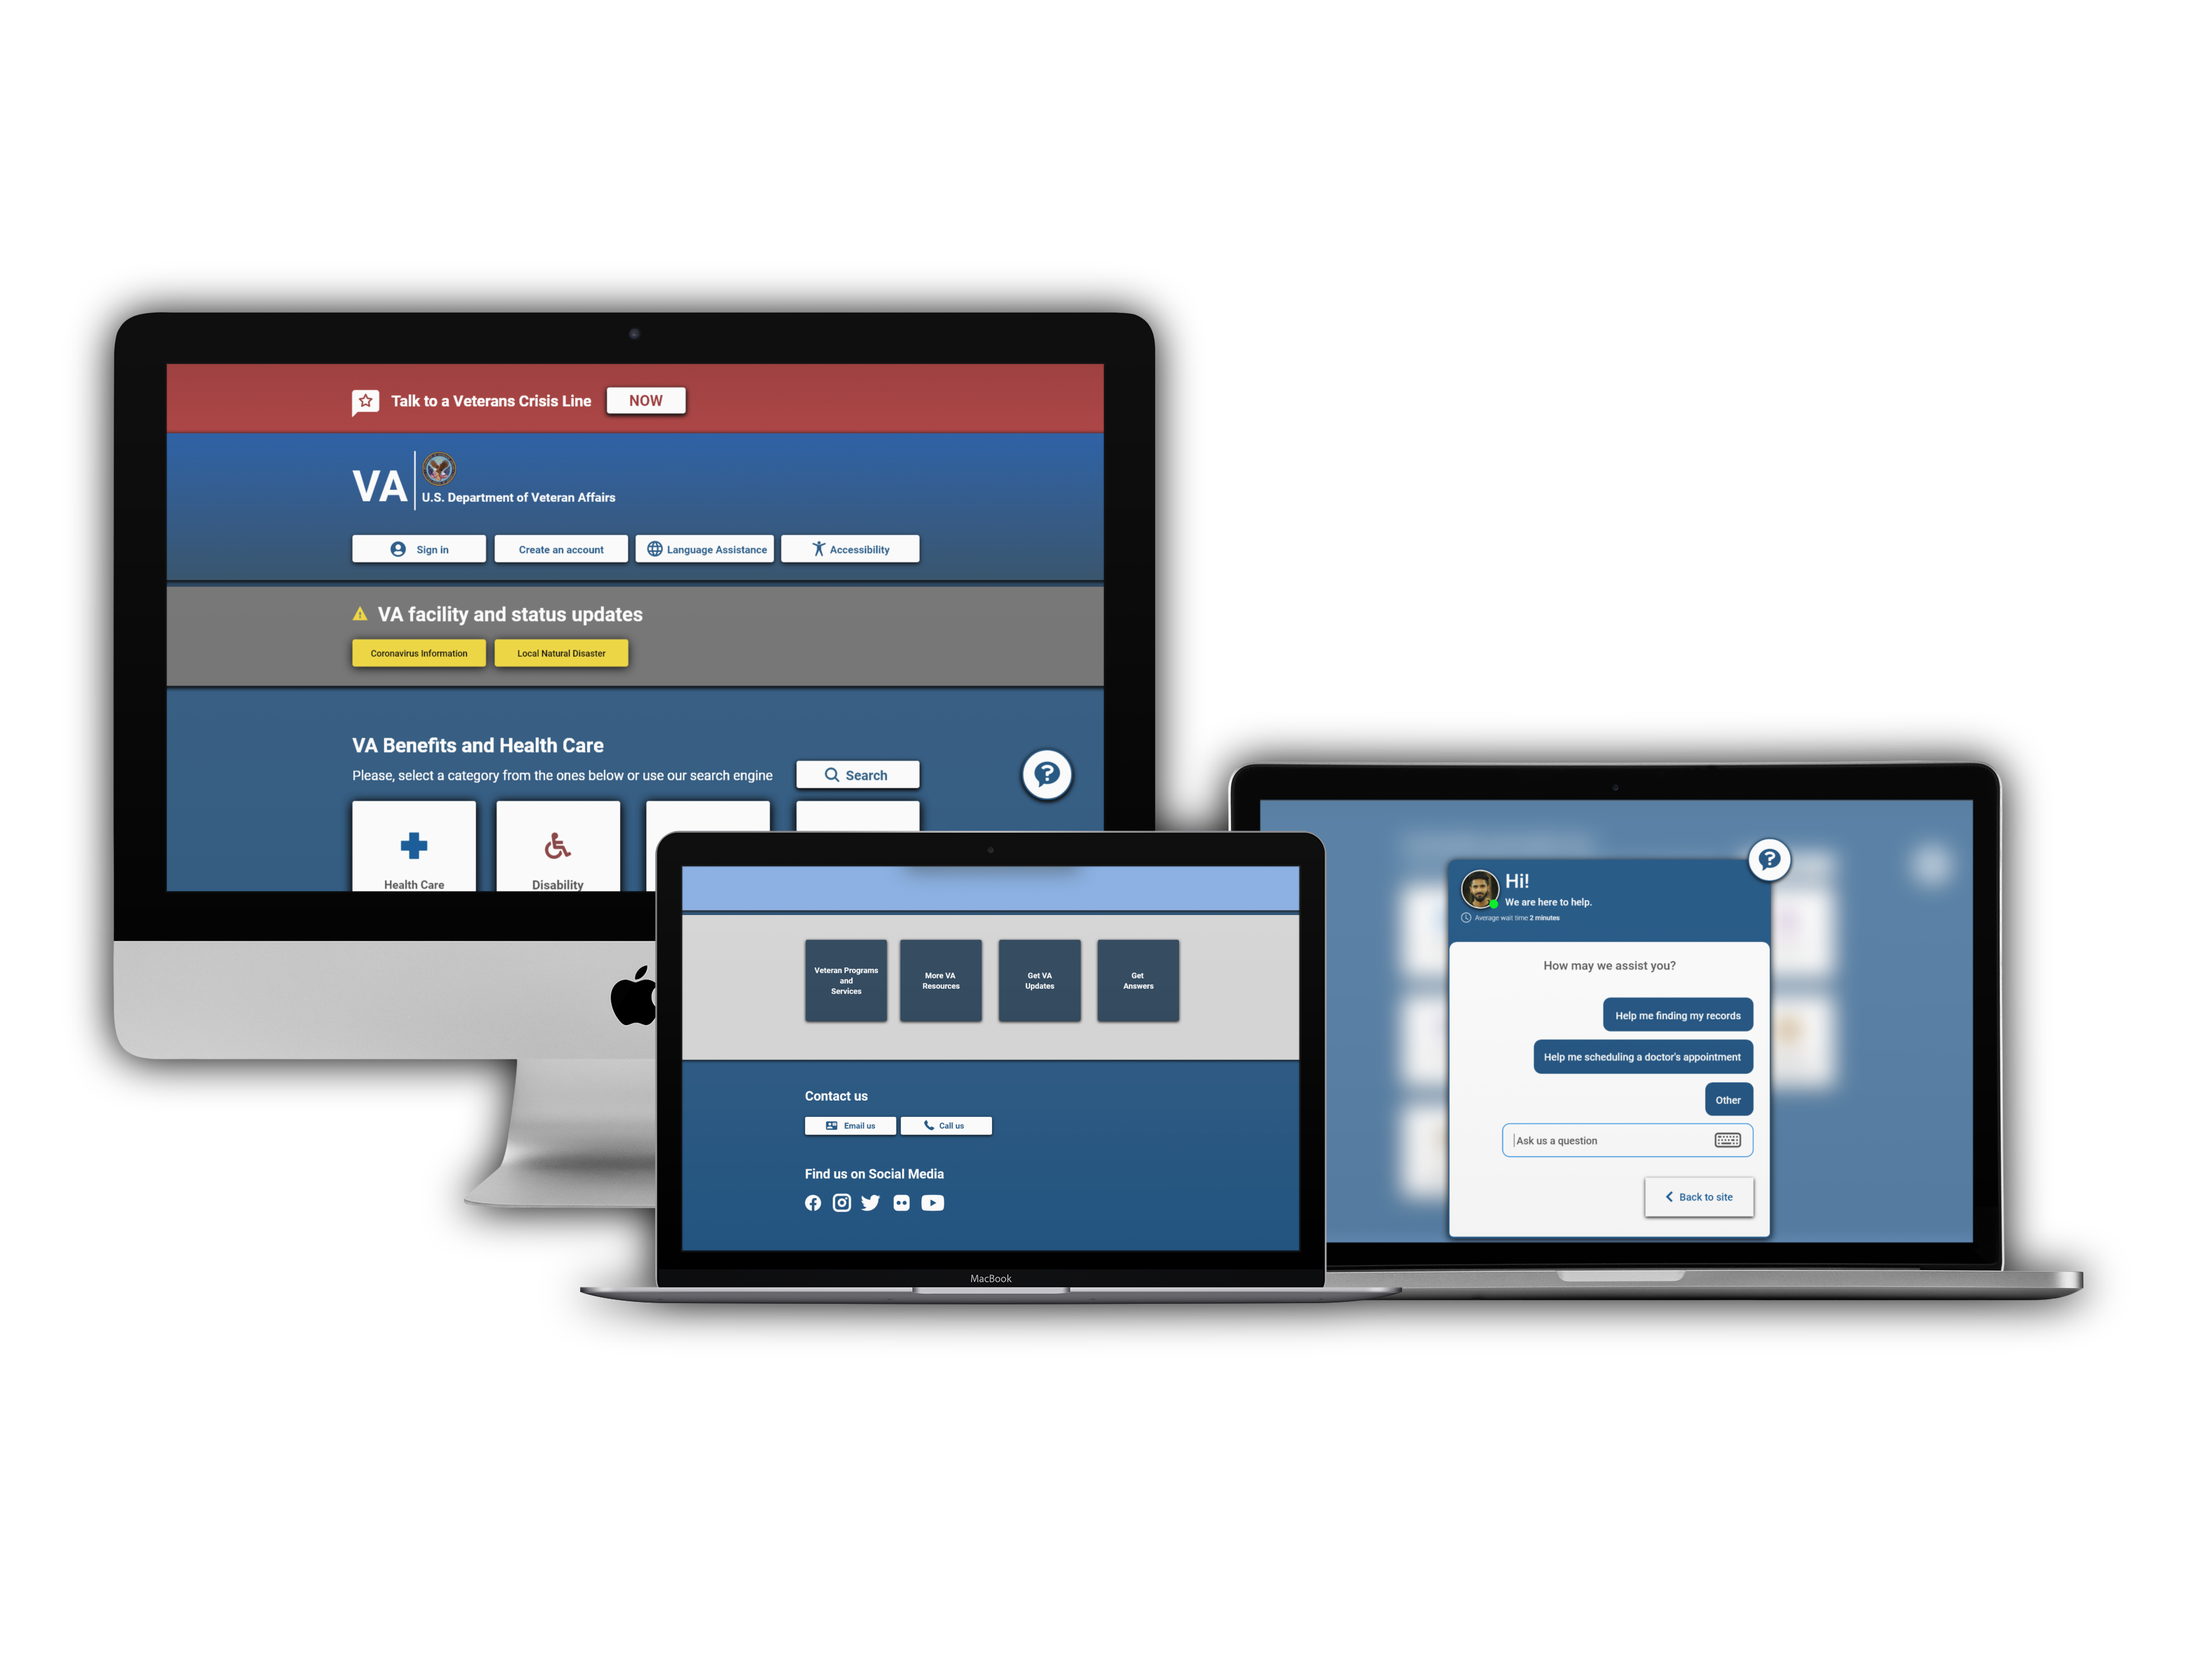 Talk to a Veterans Crisis Line
NOW
VA
U.S. Department of Veteran Affairs
Sign in
Create an account
Language Assistance
Accessibility
VA facility and status updates
Coronavirus Information
Local Natural Disaster
VA Benefits and Health Care
Please, select a category from the ones below or use our search engine
Search
Health Care
Disability
Veteran Programs
and
Services
More VA
Resources
Get VA
Updates
Get
Answers
Contact us
Email us
Call us
Find us on Social Media
MacBook
Hi!
We are here to help.
Average wait time 2 minutes
How may we assist you?
Help me finding my records
Help me scheduling a doctor's appointment
Other
Ask us a question
Back to site